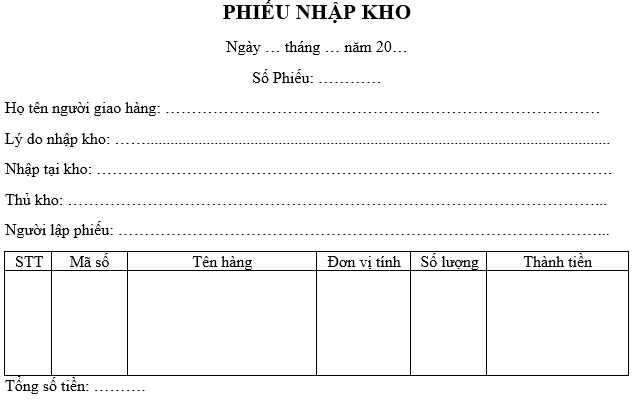 PHIẾU NHẬP KHO
Ngày … tháng … năm 20…
Số Phiếu: …………
Họ tên người giao hàng: ……………………………………………………………………
Lý do nhập kho: ……...........................................................................................
Nhập tại kho: …………………………………………………………………………………
Thủ kho: ……………………………………………………………………………………...
Người lập phiếu: ……………………………………………………………………………...
STT Mã số Tên hàng Đơn vị tính Số lượng Thành tiền
Tổng số tiền: ……….